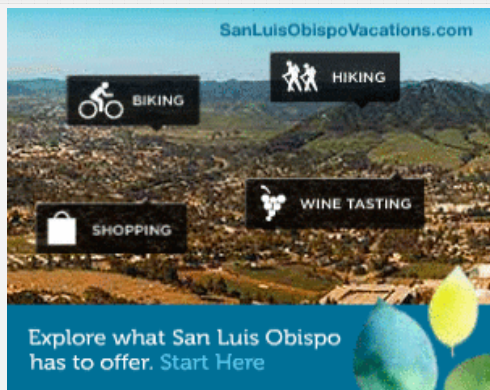 SanLuisObispoVacations.com
HIKING
BIKING
WINE TASTING
SHOPPING
Explore what San Luis Obispo
has to offer. Start Here